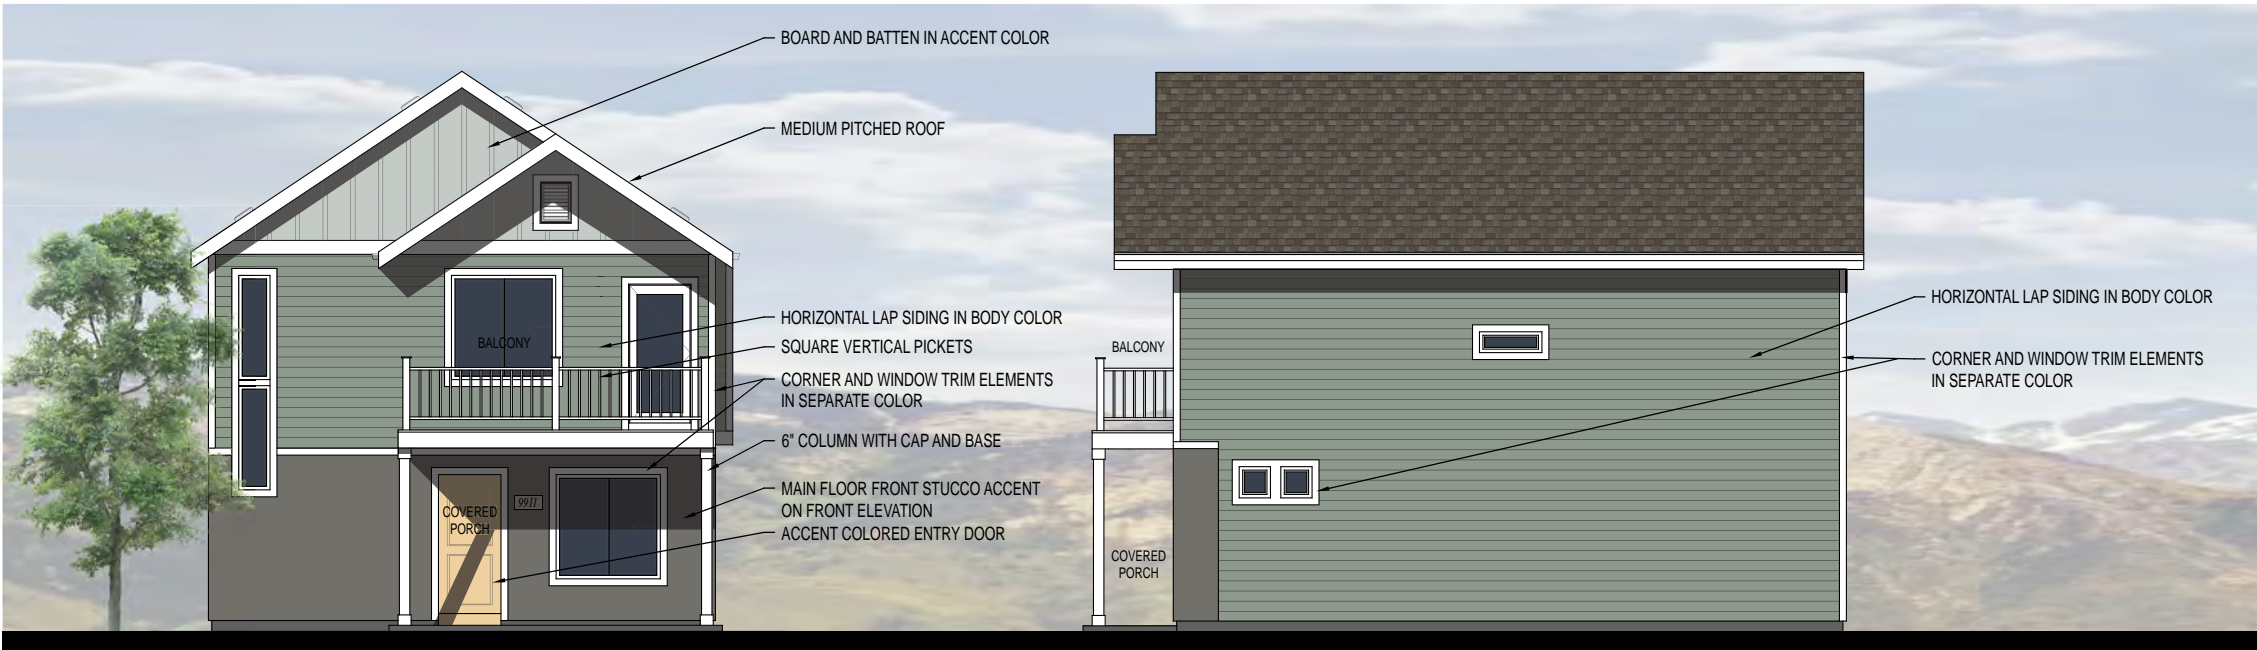 BOARD AND BATTEN IN ACCENT COLOR
MEDIUM PITCHED ROOF
HORIZONTAL LAP SIDING IN BODY COLOR
SQUARE VERTICAL PICKETS
CORNER AND WINDOW TRIM ELEMENTS
IN SEPARATE COLOR
6" COLUMN WITH CAP AND BASE
MAIN FLOOR FRONT STUCCO ACCENT
ON FRONT ELEVATION
ACCENT COLORED ENTRY DOOR
BALCONY
COVERED
PORCH
9911
BALCONY
COVERED
PORCH
HORIZONTAL LAP SIDING IN BODY COLOR
CORNER AND WINDOW TRIM ELEMENTS
IN SEPARATE COLOR